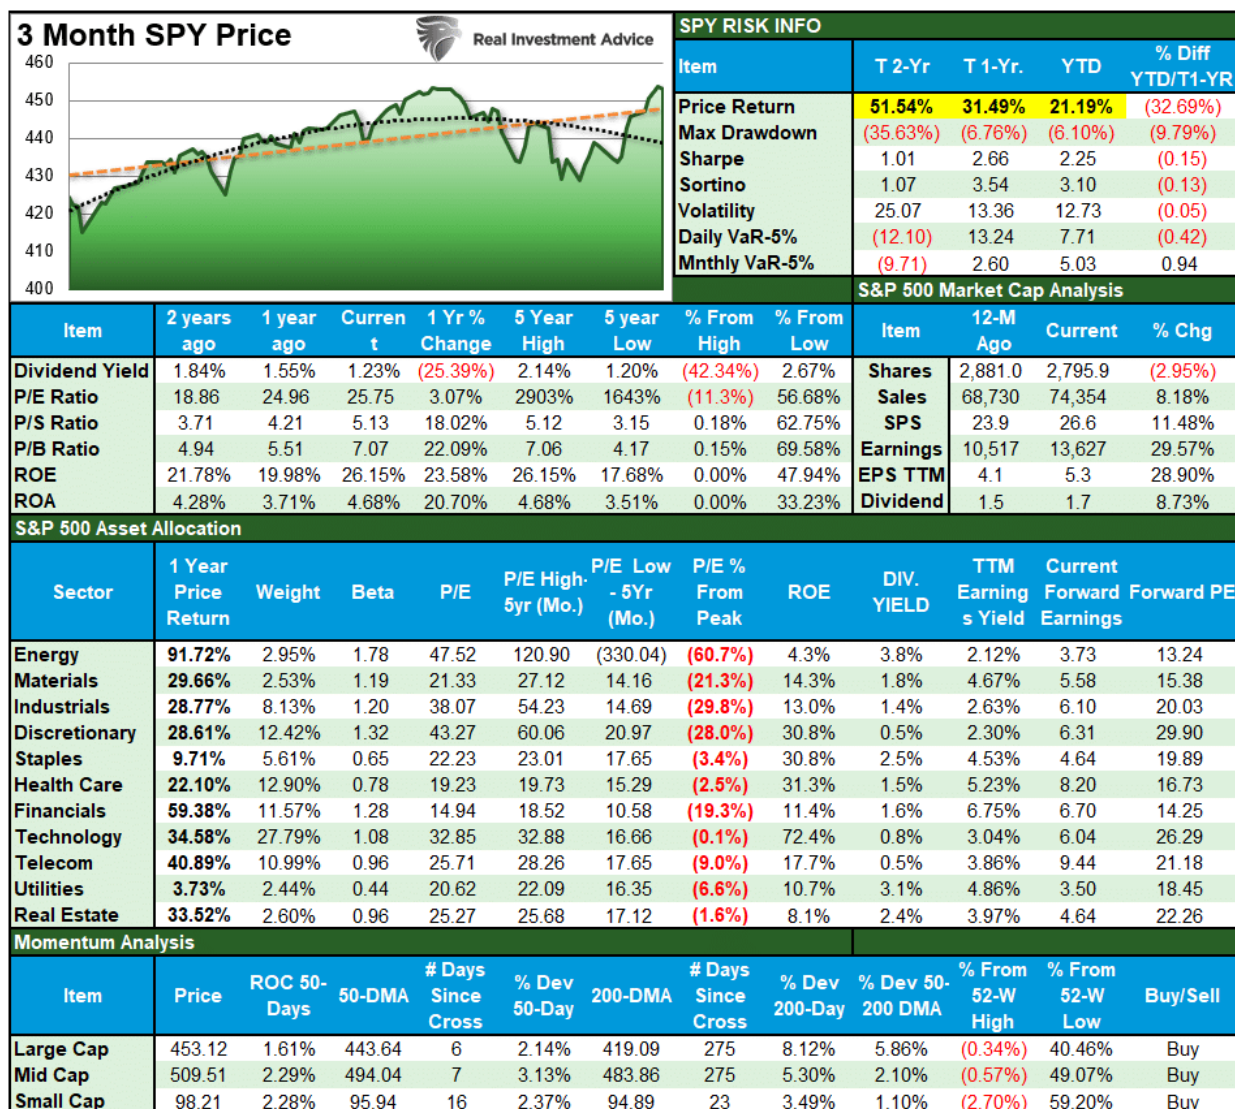 3 Month SPY Price
Real Investment Advice
460
450
440
430
420
410
400
SPY RISK INFO
Item T 2-Yr T 1-Yr. YTD % Diff YTD/T1-YR
Price Return 51.54% 31.49% 21.19% (32.69%)
Max Drawdown (35.63%) (6.76%) (6.10%) (9.79%)
Sharpe 1.01 2.66 2.25 (0.15)
Sortino 1.07 3.54 3.10 (0.13)
Volatility 25.07 13.36 12.73 (0.05)
Daily VaR-5% (12.10) 13.24 7.71 (0.42)
Mnthly VaR-5% (9.71) 2.60 5.03 0.94
S&P 500 Market Cap Analysis
Item 2 years ago 1 year ago Current 1 Yr % Change 5 Year High 5 year Low % From High % From Low
Dividend Yield 1.84% 1.55% 1.23% (25.39%) 2.14% 1.20% (42.34%) 2.67%
P/E Ratio 18.86 24.96 25.75 3.07% 2903% 1643% (11.3%) 56.68%
P/S Ratio 3.71 4.21 5.13 18.02% 5.12 3.15 0.18% 62.75%
P/B Ratio 4.94 5.51 7.07 22.09% 7.06 4.17 0.15% 69.58%
ROE 21.78% 19.98% 26.15% 23.58% 26.15% 17.68% 0.00% 47.94%
ROA 4.28% 3.71% 4.68% 20.70% 4.68% 3.51% 0.00% 33.23%
Item 12-M Ago Current % Chg
Shares 2,881.0 2,795.9 (2.95%)
Sales 68,730 74,354 8.18%
SPS 23.9 26.6 11.48%
Earnings 10,517 13,627 29.57%
EPS TTM 4.1 5.3 28.90%
Dividend 1.5 1.7 8.73%
S&P 500 Asset Allocation
Sector 1 Year Price Return Weight Beta P/E P/E High-5yr (Mo.) P/E Low - 5Yr (Mo.) P/E % From Peak ROE DIV. YIELD TTM Earnings Yield Current Forward Earnings Forward PE
Energy 91.72% 2.95% 1.78 47.52 120.90 (330.04) (60.7%) 4.3% 3.8% 2.12% 3.73 13.24
Materials 29.66% 2.53% 1.19 21.33 27.12 14.16 (21.3%) 14.3% 1.8% 4.67% 5.58 15.38
Industrials 28.77% 8.13% 1.20 38.07 54.23 14.69 (29.8%) 13.0% 1.4% 2.63% 6.10 20.03
Discretionary 28.61% 12.42% 1.32 43.27 60.06 20.97 (28.0%) 30.8% 0.5% 2.30% 6.31 29.90
Staples 9.71% 5.61% 0.65 22.23 23.01 17.65 (3.4%) 30.8% 2.5% 4.53% 4.64 19.89
Health Care 22.10% 12.90% 0.78 19.23 19.73 15.29 (2.5%) 31.3% 1.5% 5.23% 8.20 16.73
Financials 59.38% 11.57% 1.28 14.94 18.52 10.58 (19.3%) 11.4% 1.6% 6.75% 6.70 14.25
Technology 34.58% 27.79% 1.08 32.85 32.88 16.66 (0.1%) 72.4% 0.8% 3.04% 6.04 26.29
Telecom 40.89% 10.99% 0.96 25.71 28.26 17.65 (9.0%) 17.7% 0.5% 3.86% 9.44 21.18
Utilities 3.73% 2.44% 0.44 20.62 22.09 16.35 (6.6%) 10.7% 3.1% 4.86% 3.50 18.45
Real Estate 33.52% 2.60% 0.96 25.27 25.68 17.12 (1.6%) 8.1% 2.4% 3.97% 4.64 22.26
Momentum Analysis
Item Price ROC 50-Days 50-DMA # Days Since Cross % Dev 50-Day 200-DMA # Days Since Cross % Dev 200-Day % Dev 50-200 DMA % From 52-W High % From 52-W Low Buy/Sell
Large Cap 453.12 1.61% 443.64 6 2.14% 419.09 275 8.12% 5.86% (0.34%) 40.46% Buy
Mid Cap 509.51 2.29% 494.04 7 3.13% 483.86 275 5.30% 2.10% (0.57%) 49.07% Buy
Small Cap 98.21 2.28% 95.94 16 2.37% 94.89 23 3.49% 1.10% (2.70%) 59.20% Buy